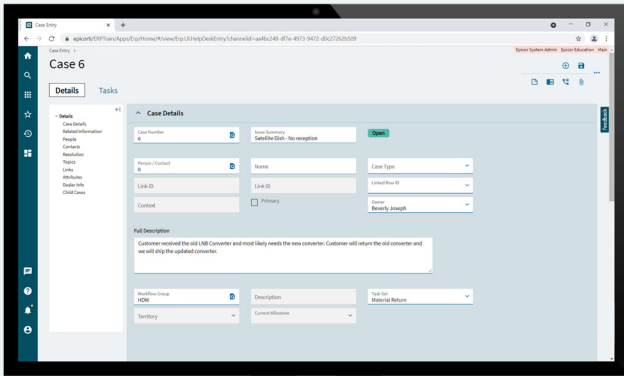 Case Entry
epicorti/ERPTrain/Apps/Erp/Home/#/view/Erp.UI.HelpDeskEntry?channelid=aa4bc248-df7e-4973-9472-d0c27262b509
Case Entry >
Epicor System Admin Epicor Education Main
Case 6
Details Tasks
Feedback
Details
Case Details
Related Information
People
Contacts
Resolution
Topics
Links
Attributes
Dealer Info
Child Cases
Case Details
Case Number
6
Issue Summary
Satellite Dish - No reception
Open
Person / Contact
0
Name
Case Type
Link ID
Link ID
Linked Row ID
Context
Primary
Owner
Beverly Joseph
Full Description
Customer received the old LNB Converter and most likely needs the new converter. Customer will return the old converter and
we will ship the updated converter.
Workflow Group
HDW
Description
Task Set
Material Return
Territory
Current Milestone